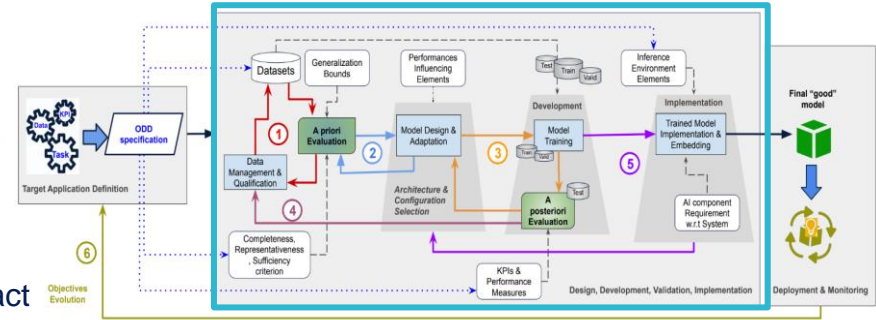 Data
KPI
Task
ODD
specification
Target Application Definition
6
Objectives
Evolution
act
Datasets
Generalization
Bounds
Performances
Influencing
Elements
Test
Train
Valid
Inference
Environment
Elements
Development
Implementation
1
A priori
Evaluation
2
Model Design &
Adaptation
3
Model
Training
Train
Valid
5
Trained Model
Implementation &
Embedding
Data
Management &
Qualification
4
Architecture &
Configuration
Selection
Test
A
posteriori
Evaluation
AI component
Requirement
w.r.t System
Completeness,
Representativeness
, Sufficiency
criterion
KPIs &
Performance
Measures
Design, Development, Validation, Implementation
Final “good”
model
Deployment & Monitoring